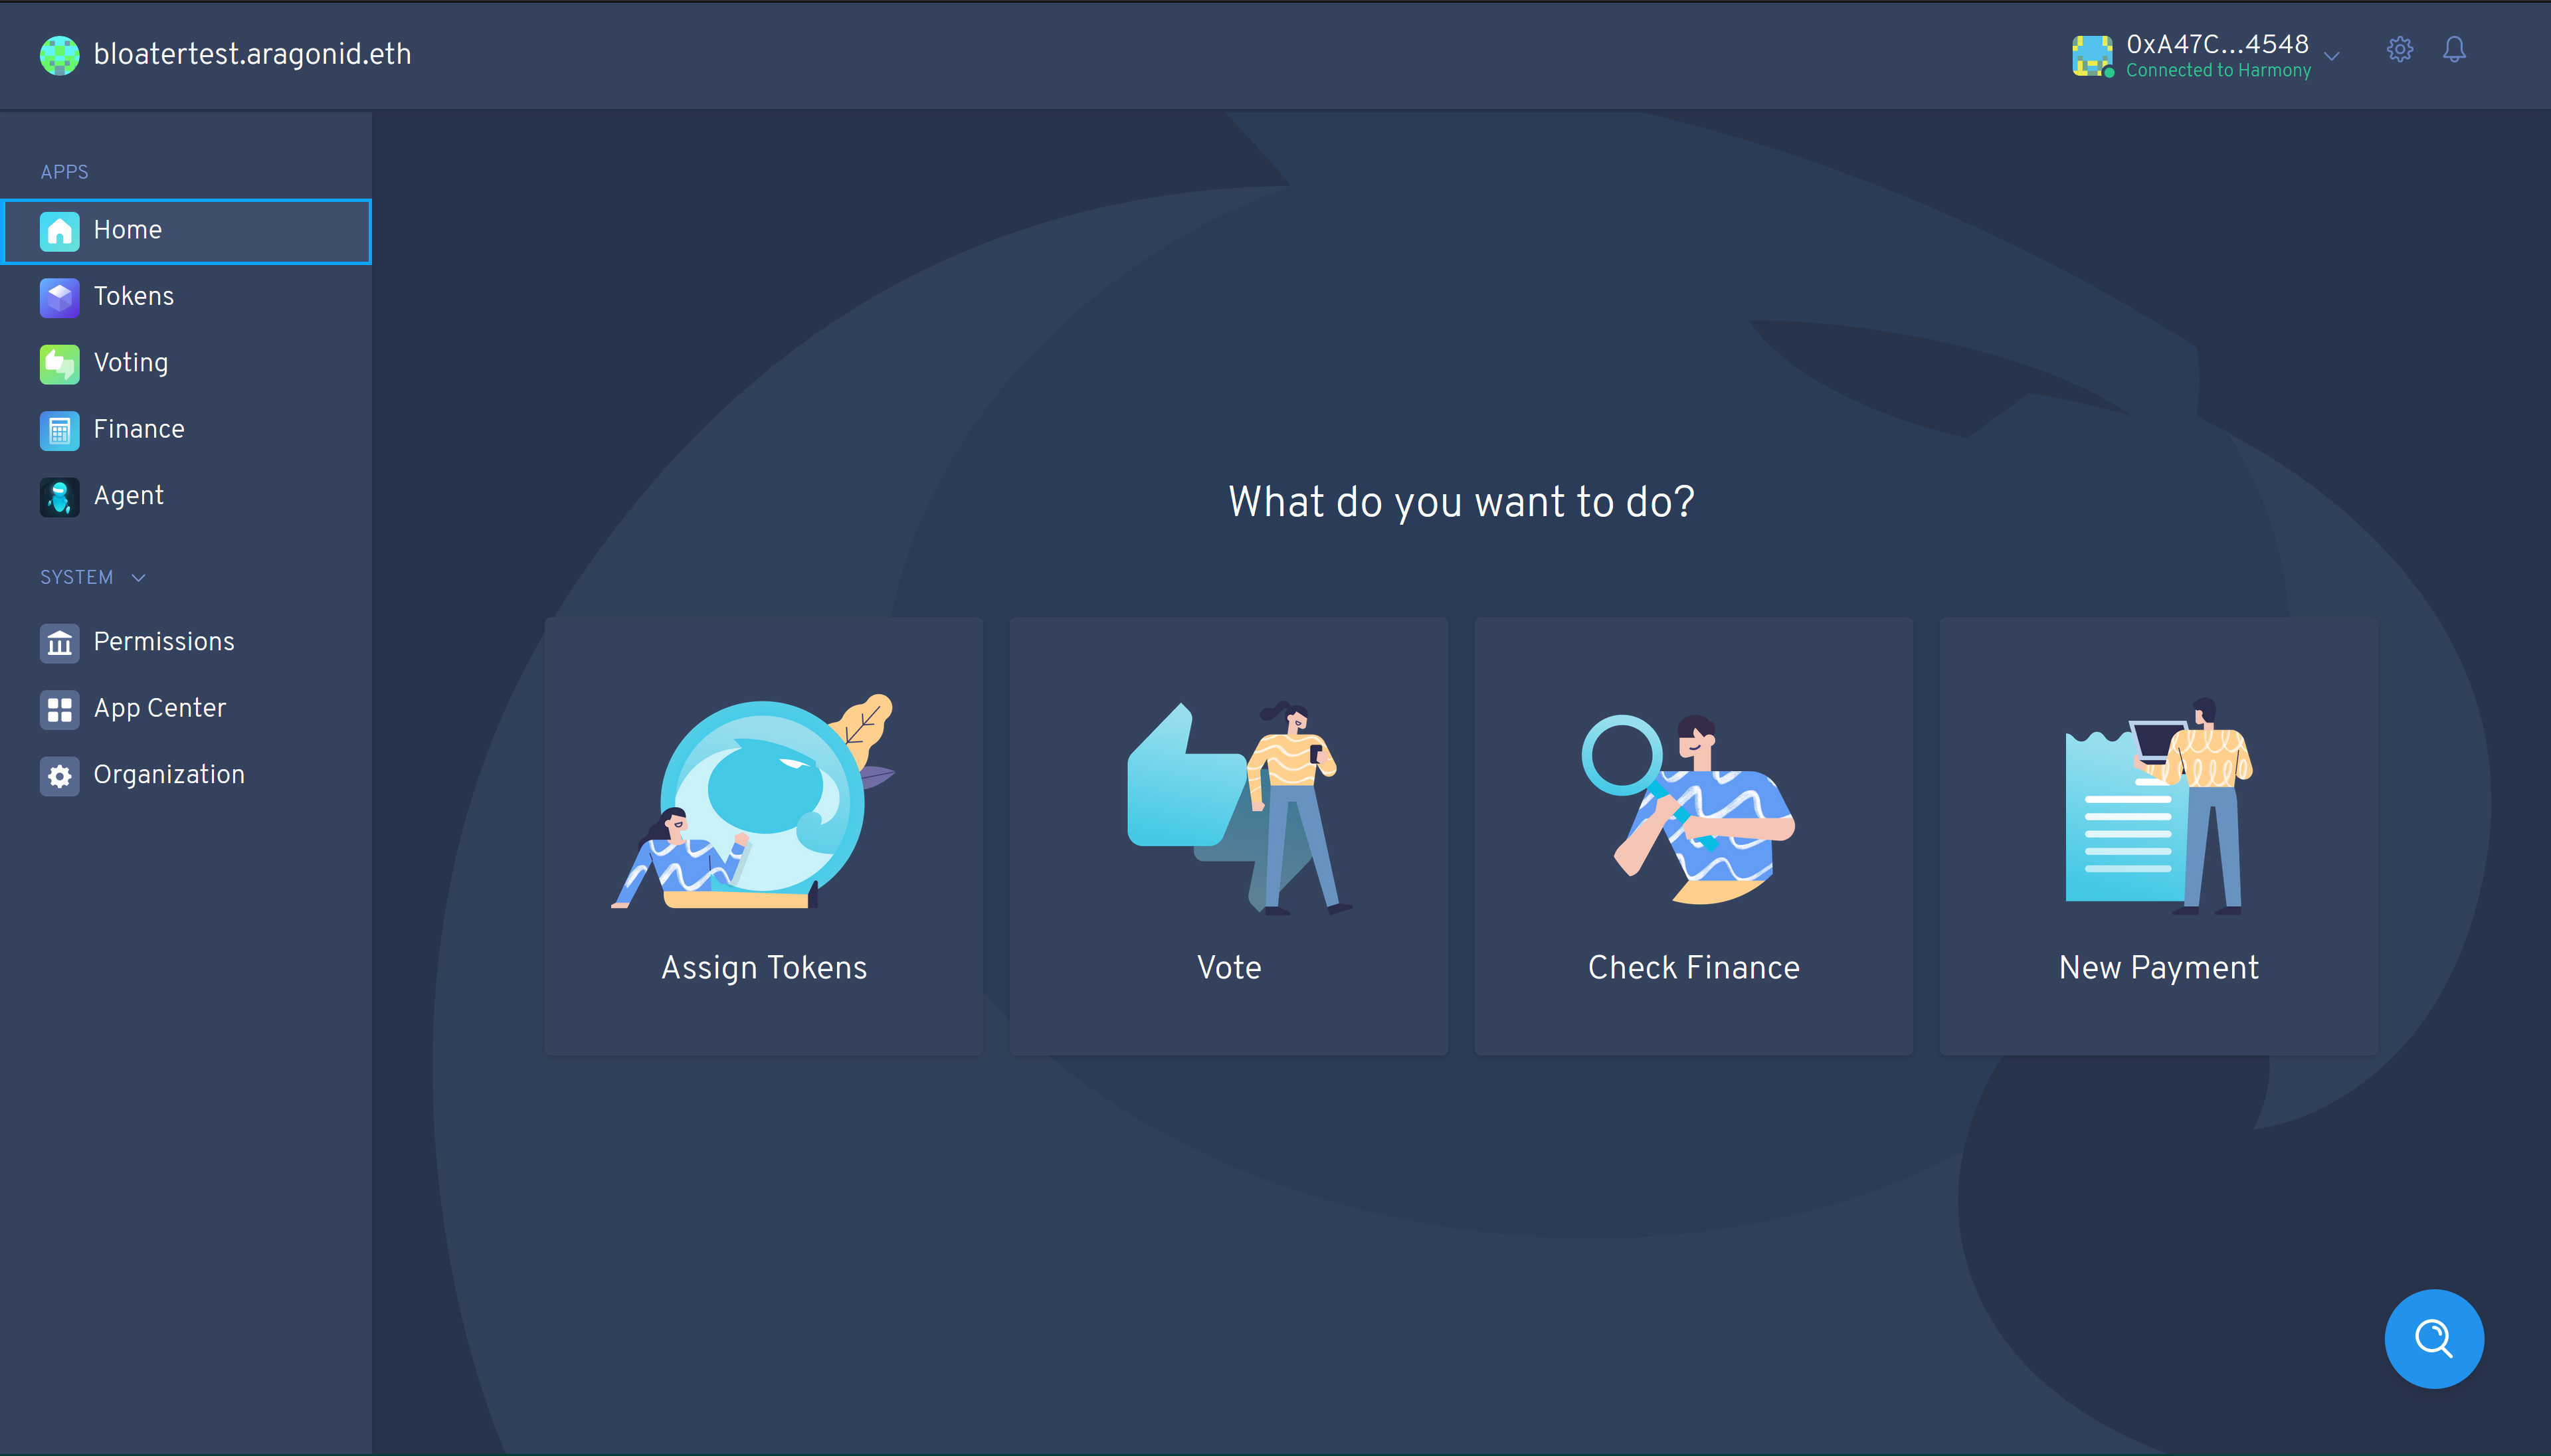 bloatertest.aragonid.eth
0xA47C...4548
Connected to Harmony
APPS
Home
Tokens
Voting
Finance
Agent
SYSTEM
Permissions
App Center
Organization
What do you want to do?
Assign Tokens
Vote
Check Finance
New Payment